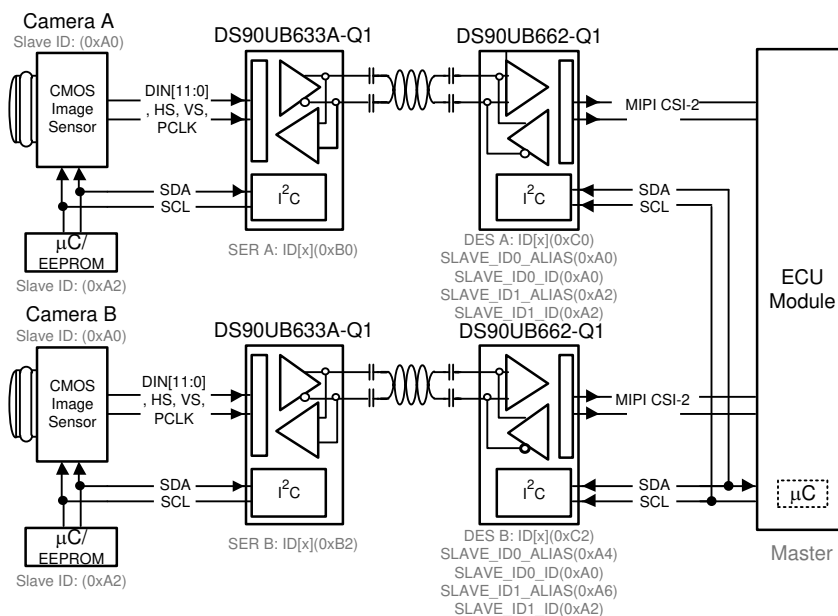 Camera A
Slave ID: (0xA0)
DS90UB633A-Q1
DS90UB662-Q1
CMOS
Image
Sensor
DIN[11:0]
, HS, VS,
PCLK
MIPI CSI-2
SDA
SCL
I²C
I²C
SDA
SCL
µC/
EEPROM
Slave ID: (0xA2)
SER A: ID[x](0xB0)
DES A: ID[x](0xC0)
SLAVE_ID0_ALIAS(0xA0)
SLAVE_ID0_ID(0xA0)
SLAVE_ID1_ALIAS(0xA2)
SLAVE_ID1_ID(0xA2)
ECU
Module
Camera B
Slave ID: (0xA0)
DS90UB633A-Q1
DS90UB662-Q1
CMOS
Image
Sensor
DIN[11:0]
, HS, VS,
PCLK
MIPI CSI-2
SDA
SCL
I²C
I²C
SDA
SCL
µC
µC/
EEPROM
Slave ID: (0xA2)
SER B: ID[x](0xB2)
DES B: ID[x](0xC2)
SLAVE_ID0_ALIAS(0xA4)
SLAVE_ID0_ID(0xA0)
SLAVE_ID1_ALIAS(0xA6)
SLAVE_ID1_ID(0xA2)
Master